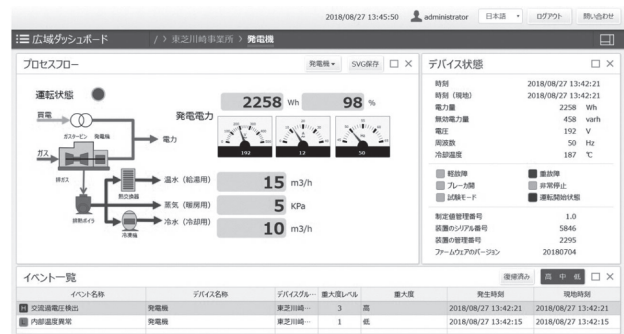 2018/08/27 13:45:50 administrator 日本語 ログアウト 問い合わせ
広域ダッシュボード / > 東芝川崎事業所 > 発電機
プロセスフロー 発電機 SVG保存
運転状態
買電
ガスタービン 発電機
ガス
排ガス
排熱ボイラ
熱交換器
冷凍機
電力
温水（給湯用）
蒸気（暖房用）
冷水（冷却用）
発電電力
2258 Wh 98 %
192 12 50
15 m3/h
5 KPa
10 m3/h
デバイス状態
時刻 2018/08/27 13:42:21
時刻（現地） 2018/08/27 13:42:21
電力量 2258 Wh
無効電力量 458 varh
電圧 192 V
周波数 50 Hz
冷却温度 187 ℃
軽故障 重故障
ブレーカ開 非常停止
試験モード 運転開始状態
制定値管理番号 1.0
装置のシリアル番号 5846
装置の管理番号 2295
ファームウェアのバージョン 20180704
イベント一覧 復帰済み 高 中 低
イベント名称 デバイス名称 デバイスグル… 重大度レベル 重大度 発生時刻 現地時刻
H 交流過電圧検出 発電機 東芝川崎… 3 高 2018/08/27 13:42:21 2018/08/27 13:42:21
内部温度異常 発電機 東芝川崎… 1 低 2018/08/27 13:42:15 2018/08/27 13:42:15